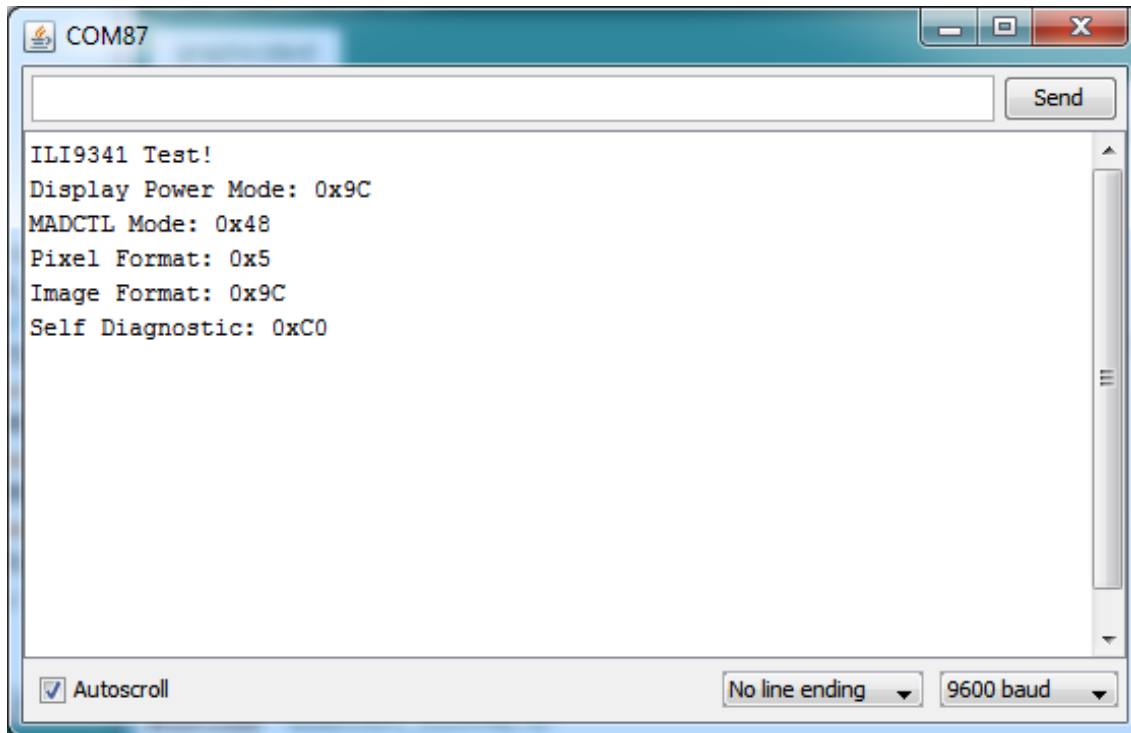 COM87
Send
ILI9341 Test!
Display Power Mode: 0x9C
MADCTL Mode: 0x48
Pixel Format: 0x5
Image Format: 0x9C
Self Diagnostic: 0xC0
Autoscroll
No line ending
9600 baud